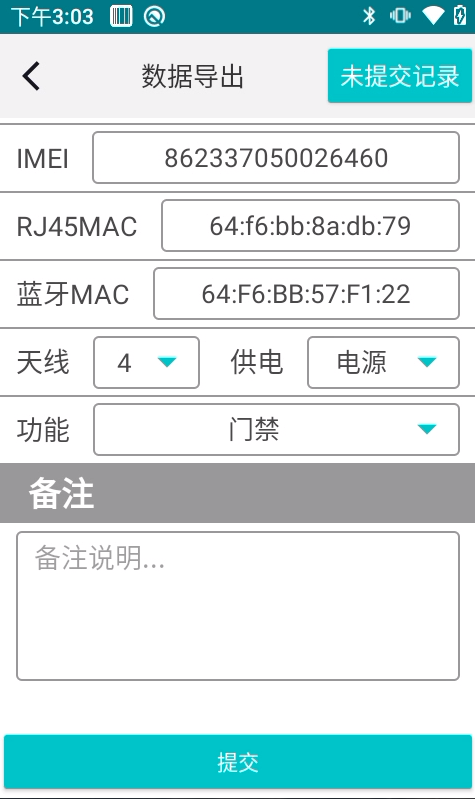 下午3:03
数据导出 未提交记录
IMEI 862337050026460
RJ45MAC 64:f6:bb:8a:db:79
蓝牙MAC 64:F6:BB:57:F1:22
天线 4 供电 电源
功能 门禁
备注
备注说明...
提交